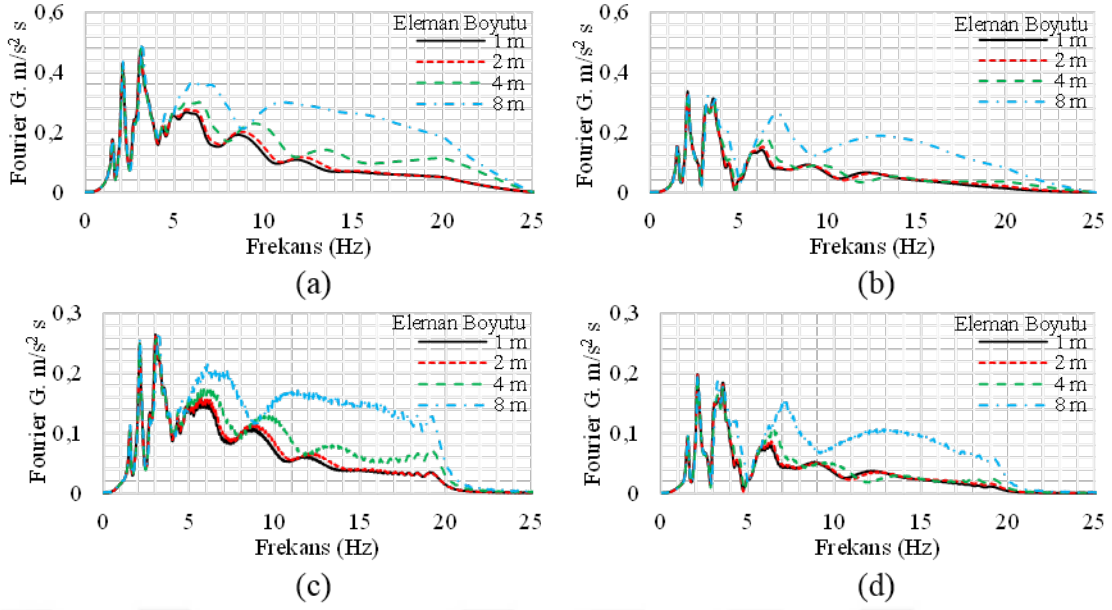 Fourier G. m/s² s
0,6
0,4
0,2
0
Eleman Boyutu
1 m
2 m
4 m
8 m
0 5 10 15 20 25
Frekans (Hz)
(a)
Fourier G. m/s² s
0,6
0,4
0,2
0
Eleman Boyutu
1 m
2 m
4 m
8 m
0 5 10 15 20 25
Frekans (Hz)
(b)
Fourier G. m/s² s
0,3
0,2
0,1
0
Eleman Boyutu
1 m
2 m
4 m
8 m
0 5 10 15 20 25
Frekans (Hz)
(c)
Fourier G. m/s² s
0,3
0,2
0,1
0
Eleman Boyutu
1 m
2 m
4 m
8 m
0 5 10 15 20 25
Frekans (Hz)
(d)